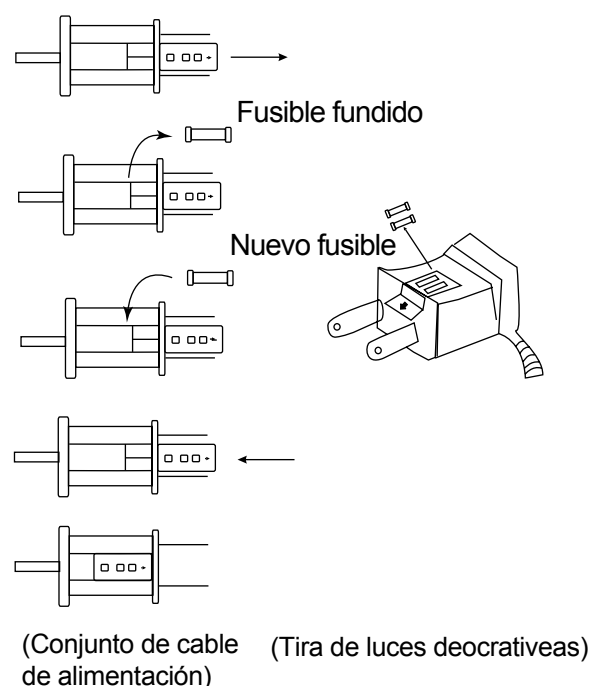 Fusible fundido
Nuevo fusible
(Conjunto de cable
de alimentación)
(Tira de luces deocrativeas)